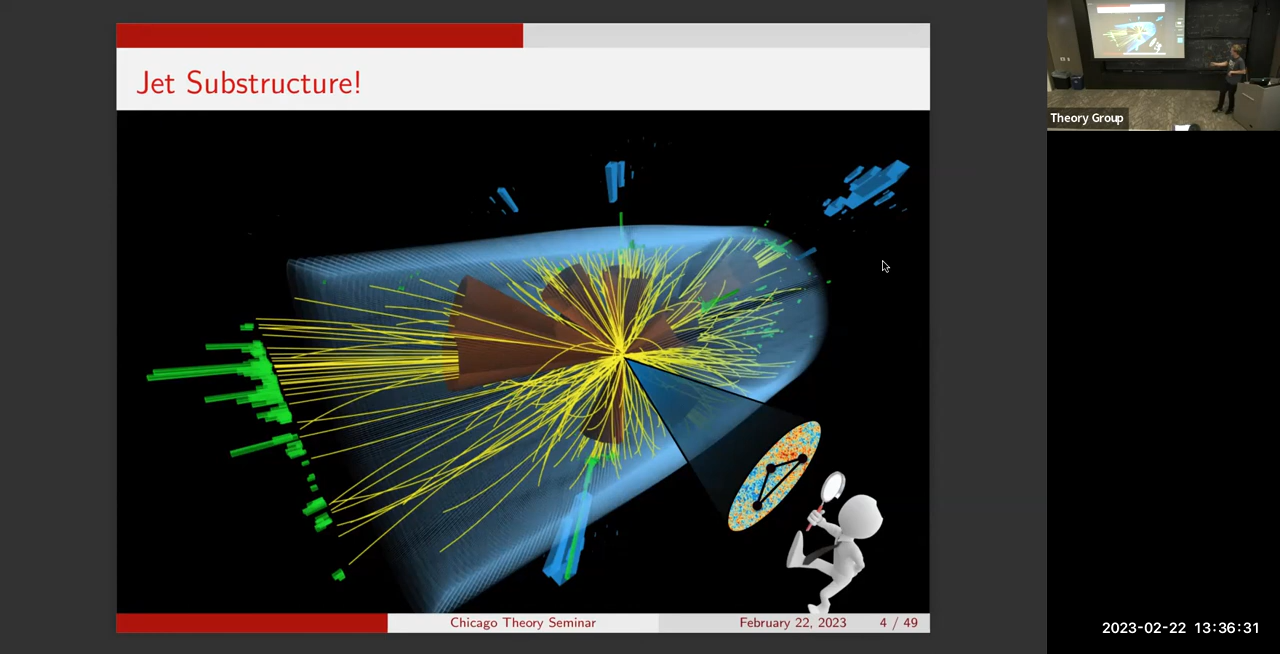 Jet Substructure!
Theory Group
Chicago Theory Seminar
February 22, 2023
4 / 49
2023-02-22 13:36:31